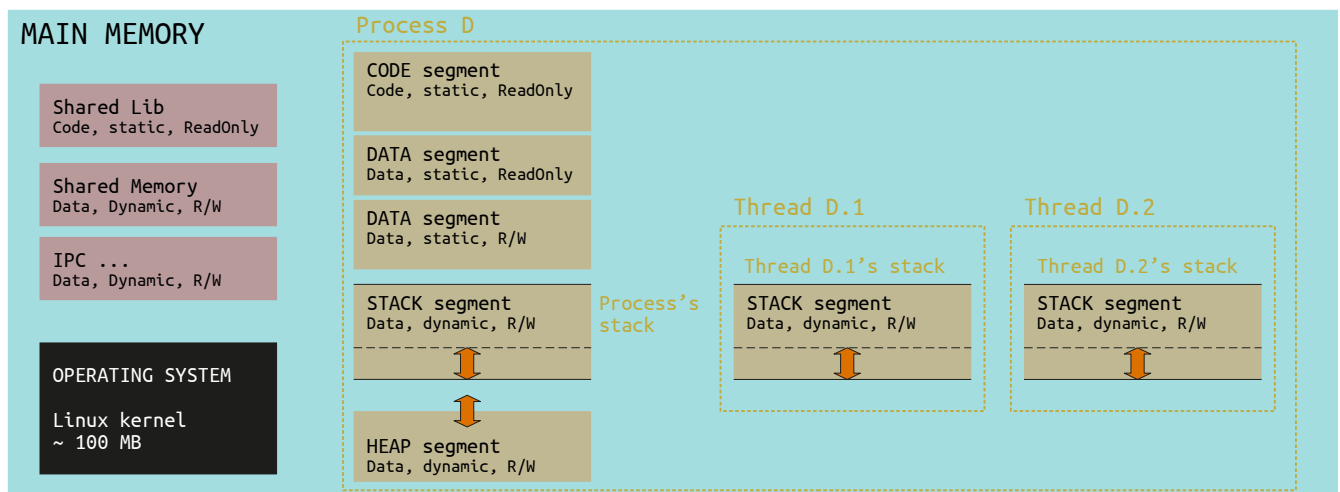 MAIN MEMORY
Shared Lib
Code, static, ReadOnly
Shared Memory
Data, Dynamic, R/W
IPC ...
Data, Dynamic, R/W
OPERATING SYSTEM
Linux kernel
~ 100 MB
Process D
CODE segment
Code, static, ReadOnly
DATA segment
Data, static, ReadOnly
DATA segment
Data, static, R/W
STACK segment
Data, dynamic, R/W
Process's
stack
HEAP segment
Data, dynamic, R/W
Thread D.1
Thread D.1's stack
STACK segment
Data, dynamic, R/W
Thread D.2
Thread D.2's stack
STACK segment
Data, dynamic, R/W